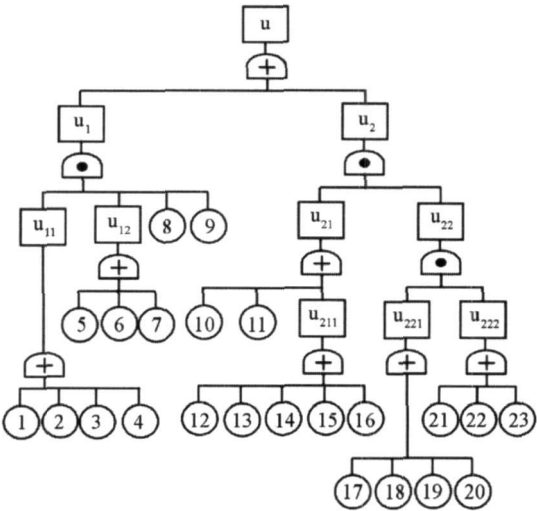 u
+
u1 u2
• •
u11 u12 8 9 u21 u22
+ + •
5 6 7 10 11 u211 u221 u222
+ + + +
1 2 3 4 12 13 14 15 16 21 22 23
17 18 19 20